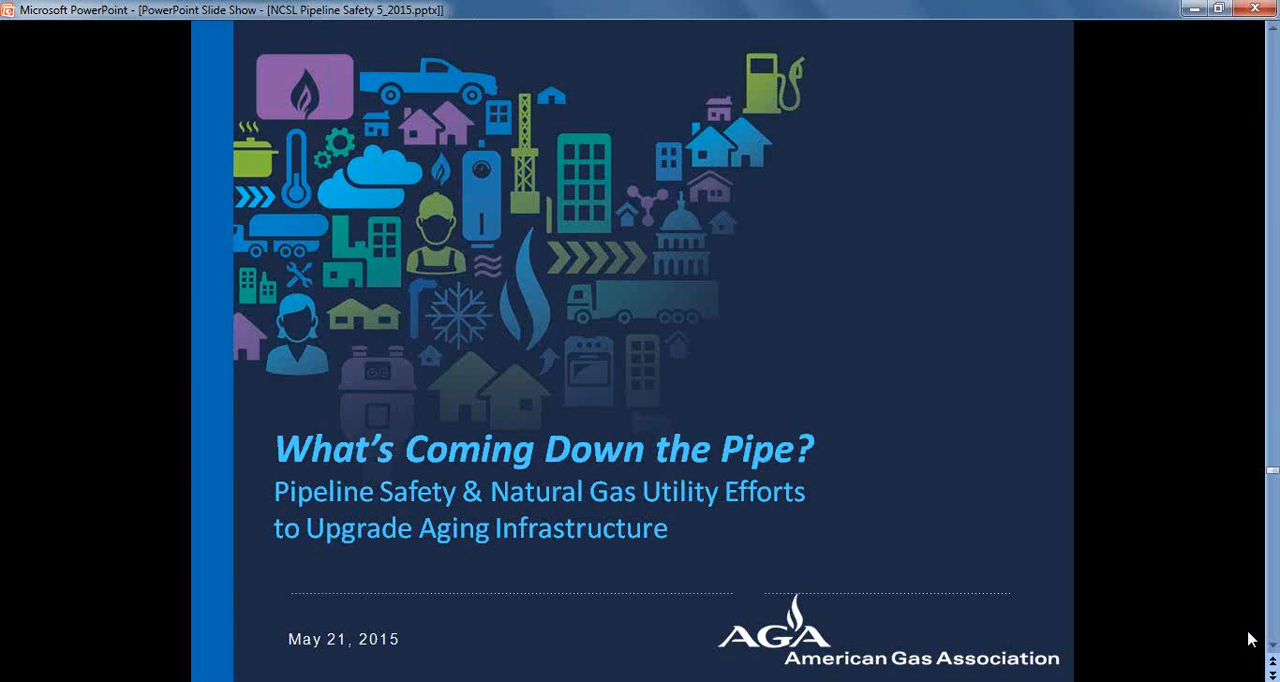 Microsoft PowerPoint - [PowerPoint Slide Show - [NCSL Pipeline Safety 5_2015.pptx]]
What's Coming Down the Pipe?
Pipeline Safety & Natural Gas Utility Efforts
to Upgrade Aging Infrastructure
May 21, 2015
AGA
American Gas Association